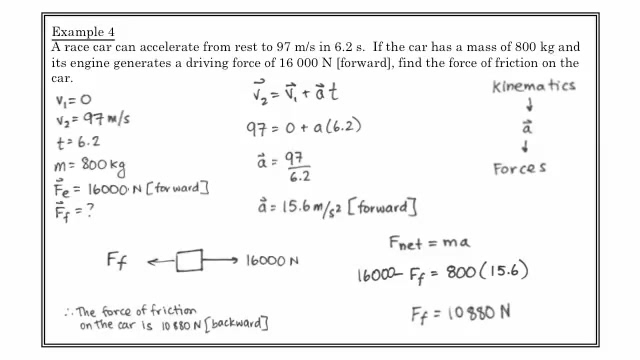 Example 4
A race car can accelerate from rest to 97 m/s in 6.2 s.  If the car has a mass of 800 kg and
its engine generates a driving force of 16 000 N [forward], find the force of friction on the
car.
v₁ = 0
v₂ = 97 m/s
t = 6.2
m = 800 kg
F⃗e = 16000 N [forward]
F⃗f = ?
v⃗₂ = v⃗₁ + a⃗ t
97 = 0 + a (6.2)
a⃗ = 97/6.2
a⃗ = 15.6 m/s² [forward]
Kinematics
↓
a⃗
↓
Forces
Ff ← → 16000 N
Fnet = ma
16000 − Ff = 800 (15.6)
Ff = 10880 N
∴ The force of friction
on the car is 10880 N [backward]